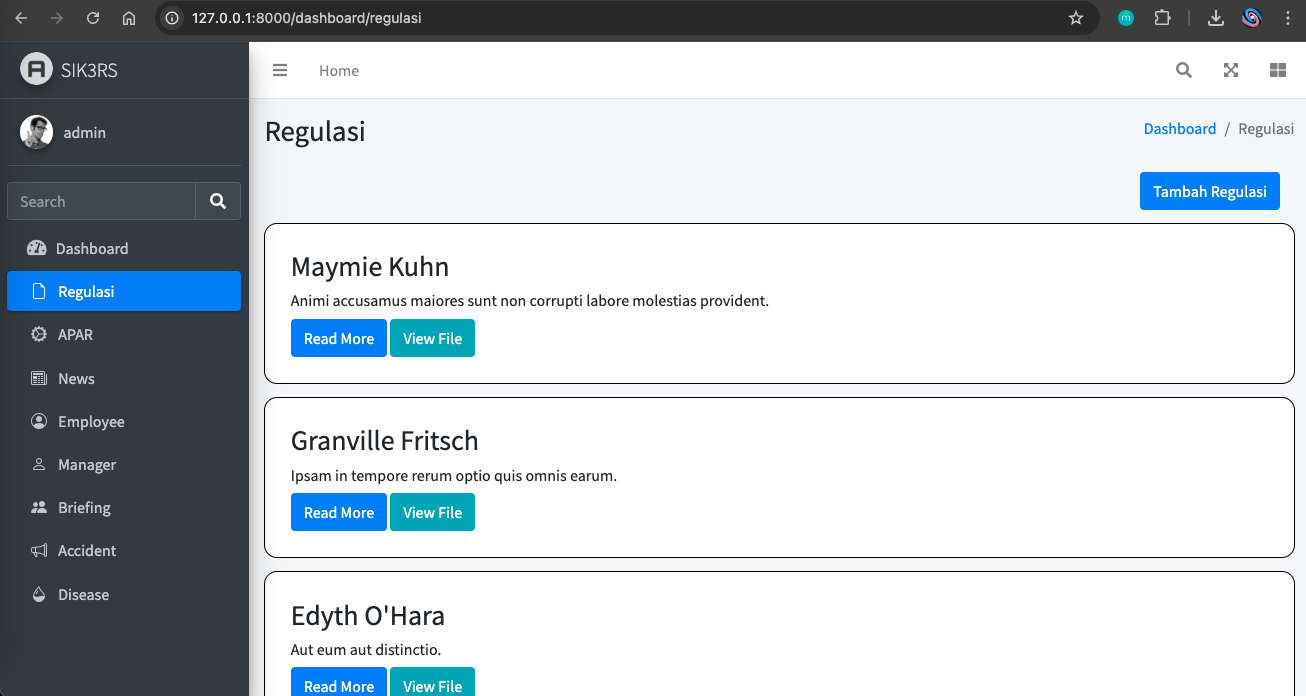 127.0.0.1:8000/dashboard/regulasi
m
A SIK3RS
Home
admin
Search
Dashboard
Regulasi
APAR
News
Employee
Manager
Briefing
Accident
Disease
Regulasi
Dashboard / Regulasi
Tambah Regulasi
Maymie Kuhn
Animi accusamus maiores sunt non corrupti labore molestias provident.
Read More View File
Granville Fritsch
Ipsam in tempore rerum optio quis omnis earum.
Read More View File
Edyth O'Hara
Aut eum aut distinctio.
Read More View File